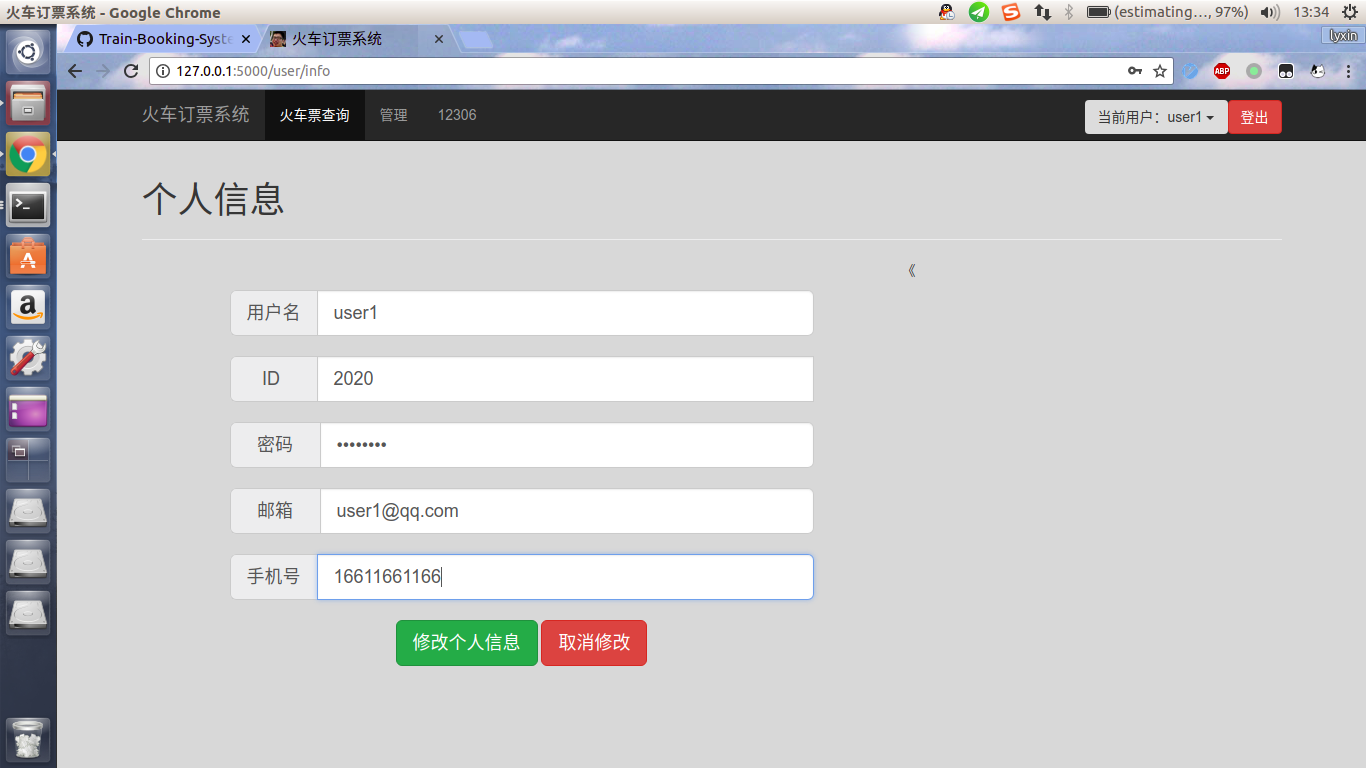 火车订票系统 - Google Chrome
(estimating..., 97%) 13:34
Train-Booking-Syste
火车订票系统
lyxin
127.0.0.1:5000/user/info
ABP
火车订票系统 火车票查询 管理 12306 当前用户：user1 登出
个人信息
《
用户名 user1
ID 2020
密码 ••••••••
邮箱 user1@qq.com
手机号 16611661166
修改个人信息 取消修改